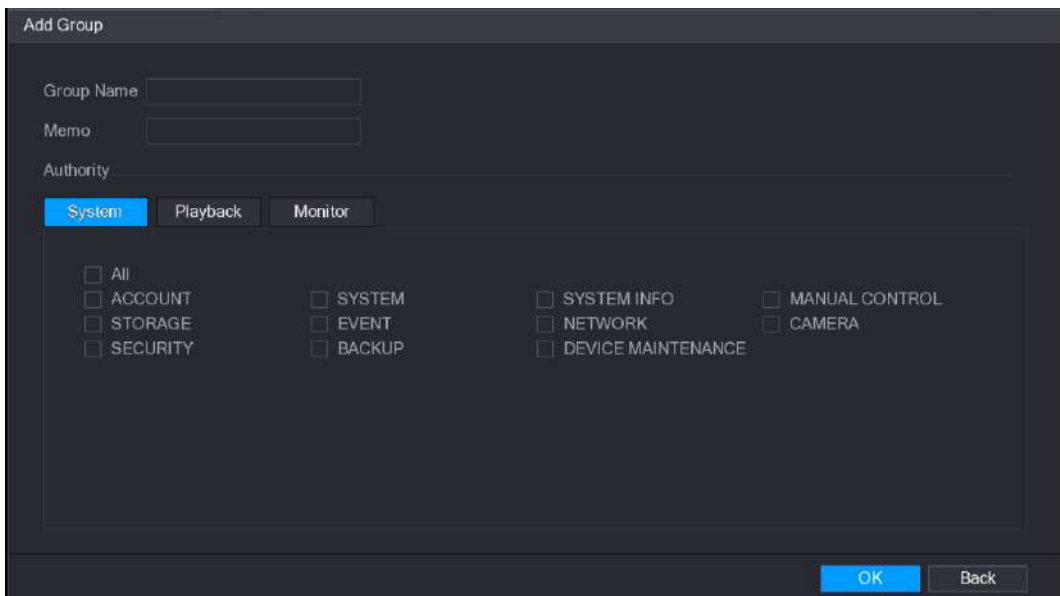 Add Group
Group Name
Memo
Authority
System Playback Monitor
All
ACCOUNT SYSTEM SYSTEM INFO MANUAL CONTROL
STORAGE EVENT NETWORK CAMERA
SECURITY BACKUP DEVICE MAINTENANCE
OK Back